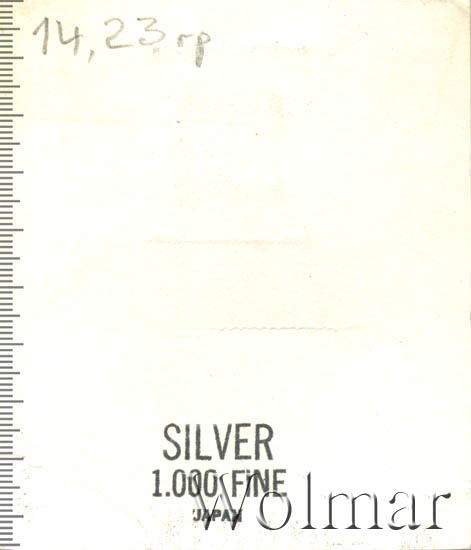 14,23 гр
SILVER
1.000 FINE
JAPAN
Wolmar